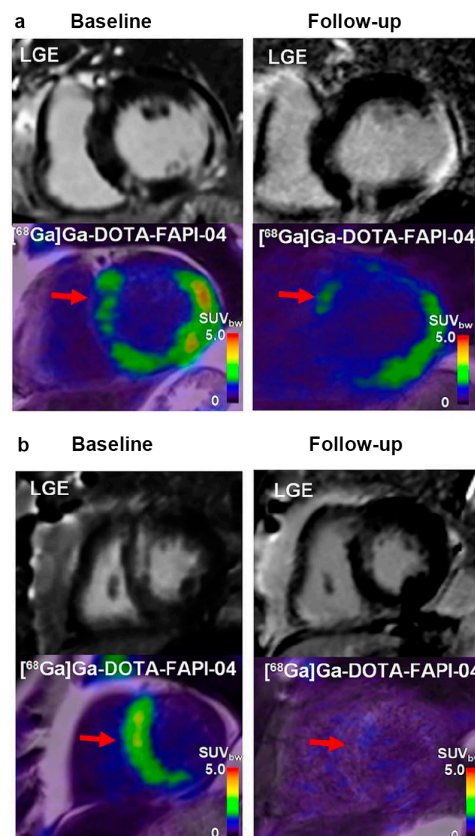 a Baseline Follow-up
LGE LGE
[⁶⁸Ga]Ga-DOTA-FAPI-04 [⁶⁸Ga]Ga-DOTA-FAPI-04
SUVbw SUVbw
5.0 5.0
0 0
b Baseline Follow-up
LGE LGE
[⁶⁸Ga]Ga-DOTA-FAPI-04 [⁶⁸Ga]Ga-DOTA-FAPI-04
SUVbw SUVbw
5.0 5.0
0 0